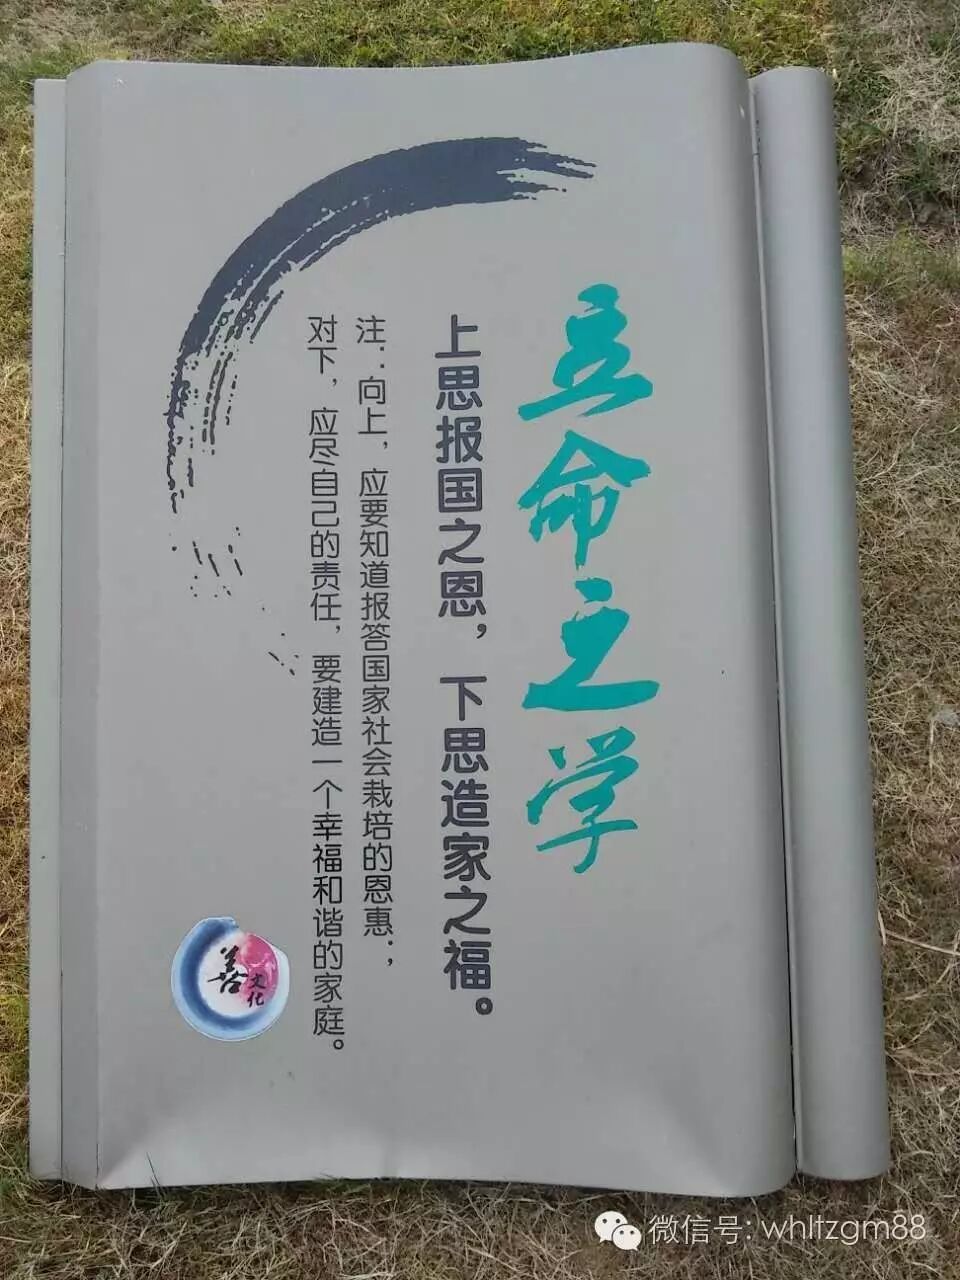 立命之学
上思报国之恩，下思造家之福。
注：向上，应要知道报答国家社会栽培的恩惠；
对下，应尽自己的责任，要建造一个幸福和谐的家庭。
善文化
微信号: whltzgm88